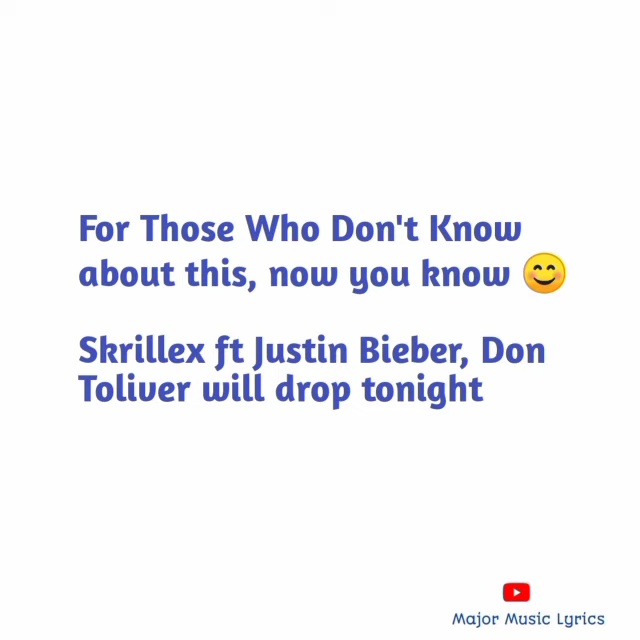 For Those Who Don't Know
about this, now you know 😊
Skrillex ft Justin Bieber, Don
Toliver will drop tonight
Major Music Lyrics